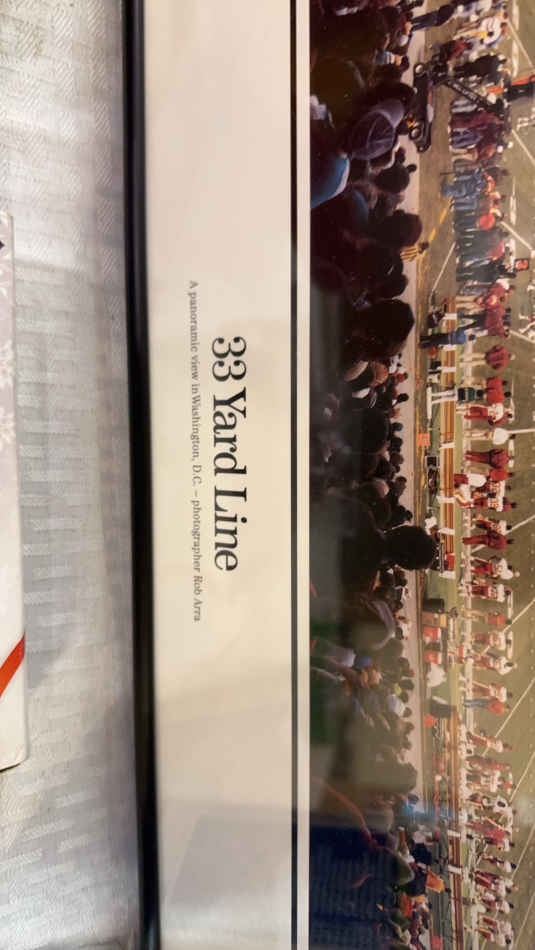 33 Yard Line
A panoramic view in Washington, D.C. – photographer Rob Arra